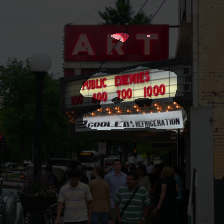 ART
PUBLIC ENEMIES
100 400 700 1000
COOLED BY REFRIGERATION